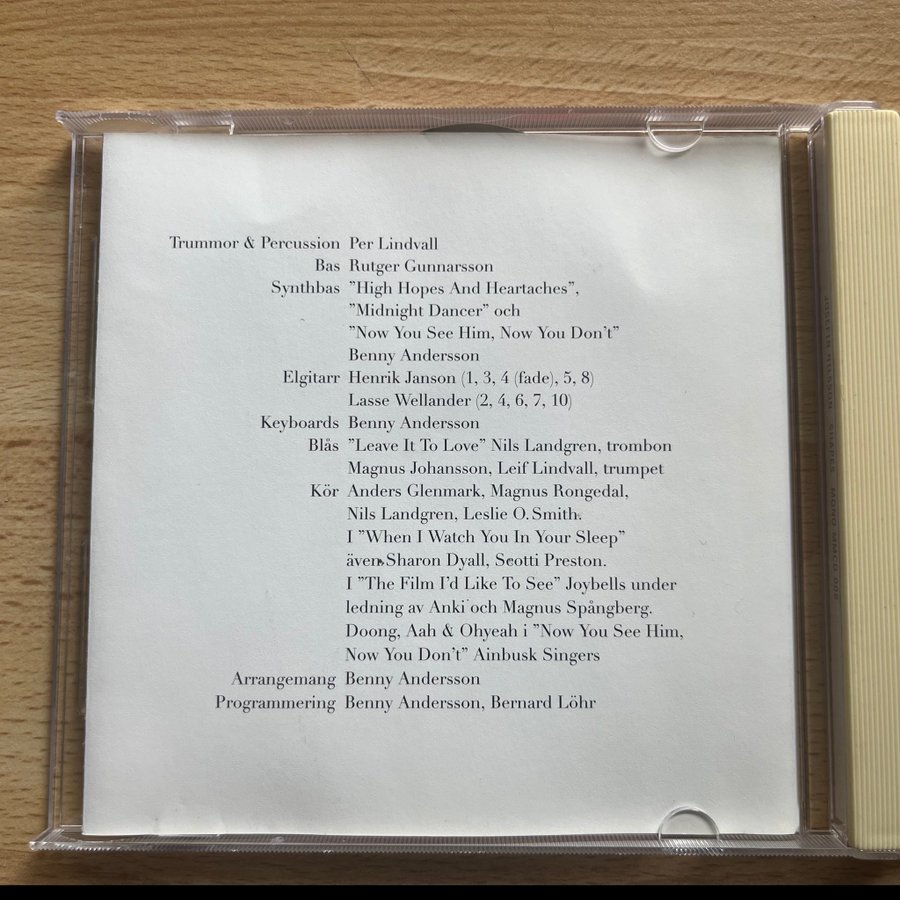 Trummor & Percussion Per Lindvall
Bas Rutger Gunnarsson
Synthbas "High Hopes And Heartaches",
"Midnight Dancer" och
"Now You See Him, Now You Don't"
Benny Andersson
Elgitarr Henrik Janson (1, 3, 4 (fade), 5, 8)
Lasse Wellander (2, 4, 6, 7, 10)
Keyboards Benny Andersson
Blås "Leave It To Love" Nils Landgren, trombon
Magnus Johansson, Leif Lindvall, trumpet
Kör Anders Glenmark, Magnus Rongedal,
Nils Landgren, Leslie O. Smith.
I "When I Watch You In Your Sleep"
även Sharon Dyall, Scotti Preston.
I "The Film I'd Like To See" Joybells under
ledning av Anki och Magnus Spångberg.
Doong, Aah & Ohyeah i "Now You See Him,
Now You Don't" Ainbusk Singers
Arrangemang Benny Andersson
Programmering Benny Andersson, Bernard Löhr
SHAPES MONO MMCD